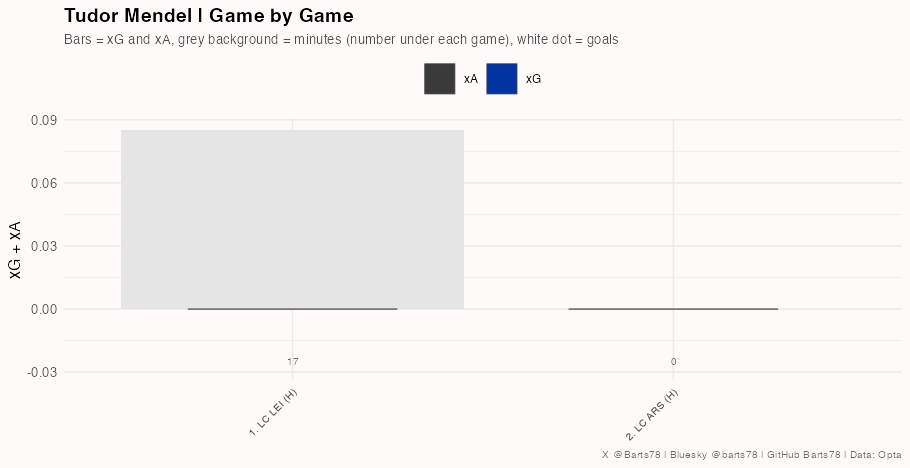 Tudor Mendel | Game by Game
Bars = xG and xA, grey background = minutes (number under each game), white dot = goals
xA xG
xG + xA
0.09
0.06
0.03
0.00
-0.03
17 0
1. LC LEI (H) 2. LC ARS (H)
X @Barts78 | Bluesky @barts78 | GitHub Barts78 | Data: Opta